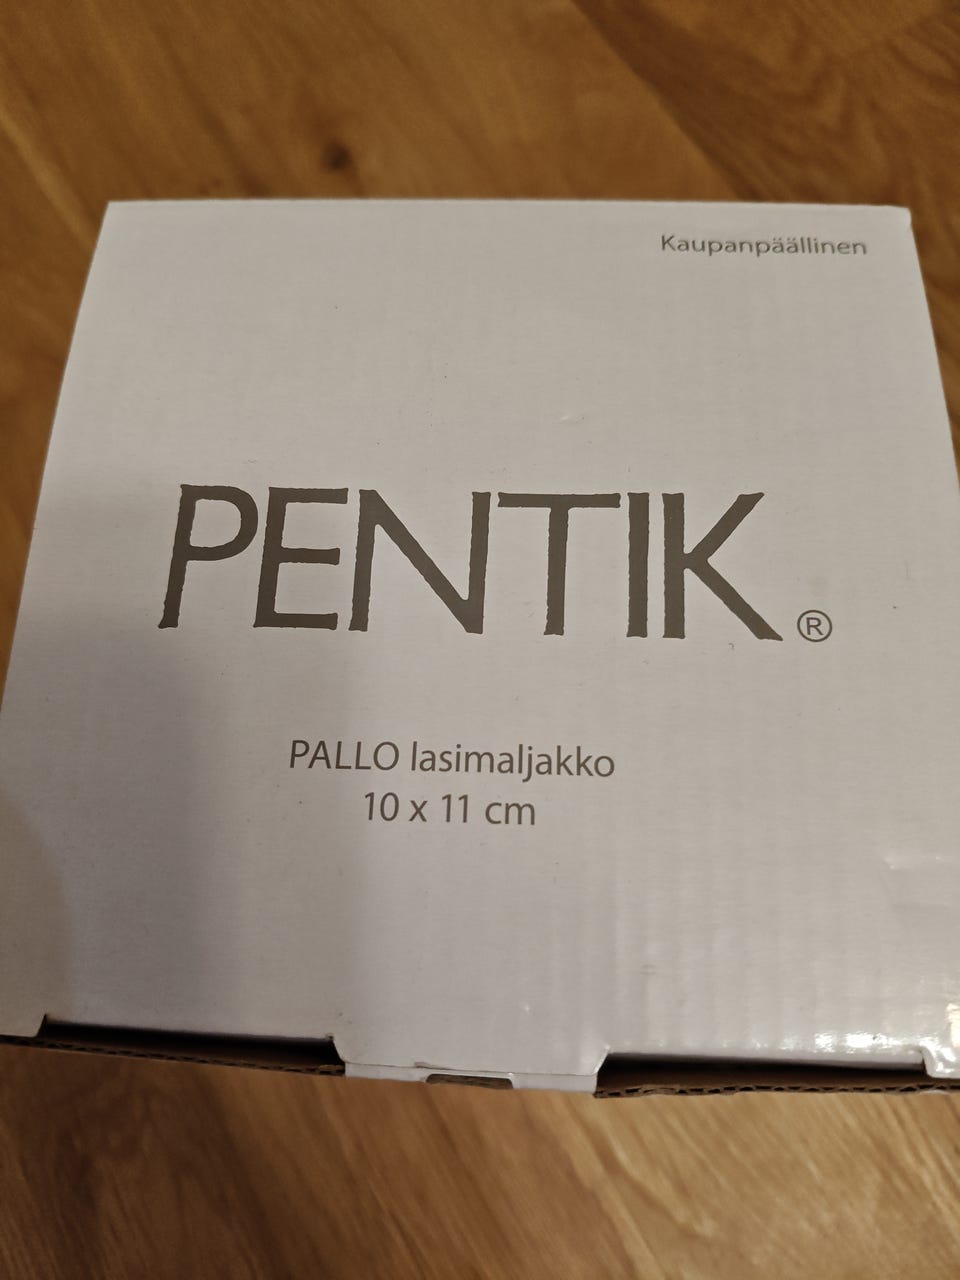 Kaupanpäällinen
PENTIK ®
PALLO lasimaljakko
10 x 11 cm